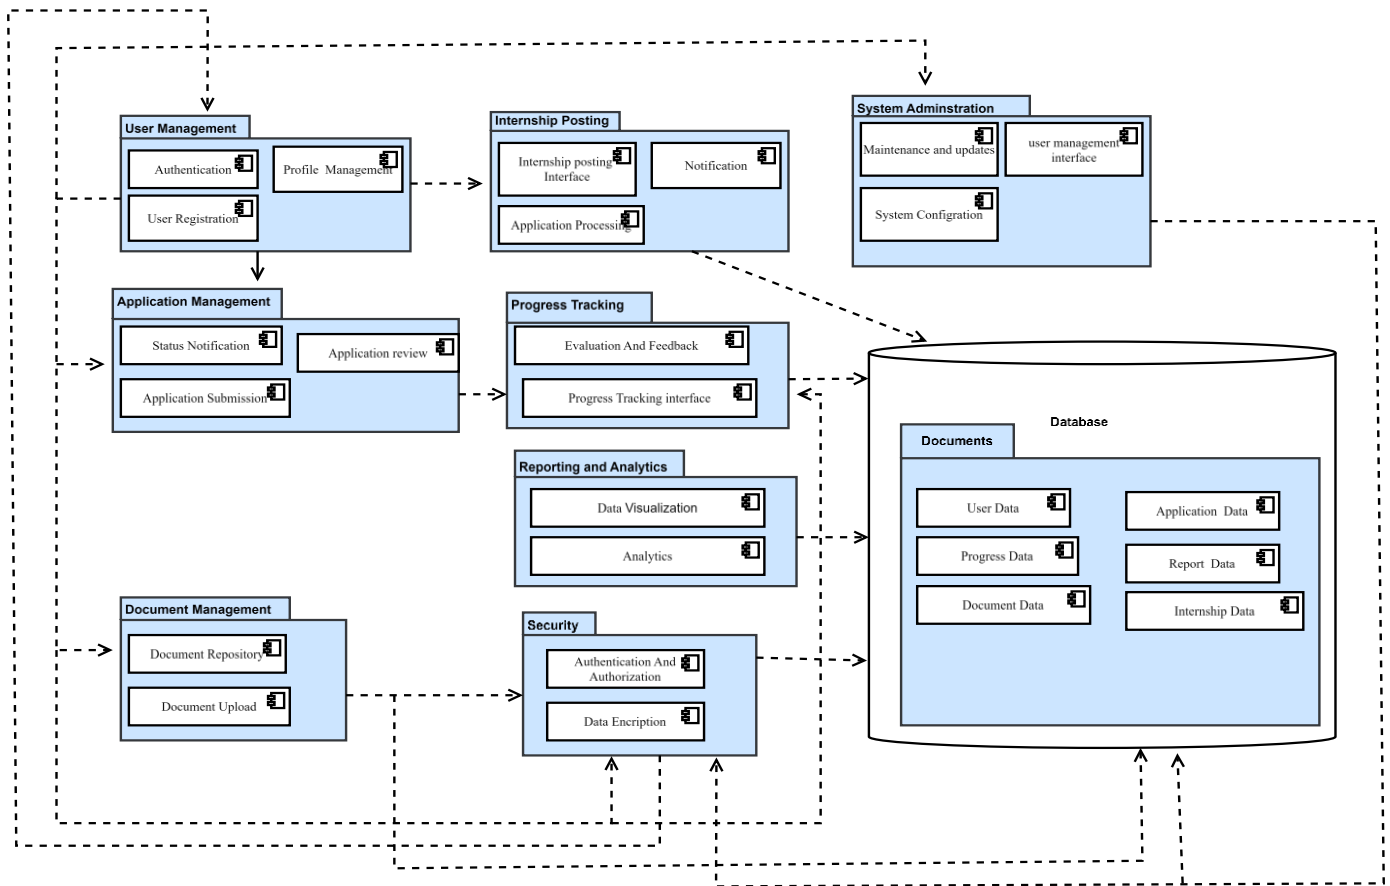 User Management
Authentication
Profile Management
User Registration
Internship Posting
Internship posting
Interface
Notification
Application Processing
System Adminstration
Maintenance and updates
user management
interface
System Configration
Application Management
Status Notification
Application review
Application Submission
Progress Tracking
Evaluation And Feedback
Progress Tracking interface
Reporting and Analytics
Data Visualization
Analytics
Document Management
Document Repository
Document Upload
Security
Authentication And
Authorization
Data Encription
Database
Documents
User Data
Application Data
Progress Data
Report Data
Document Data
Internship Data